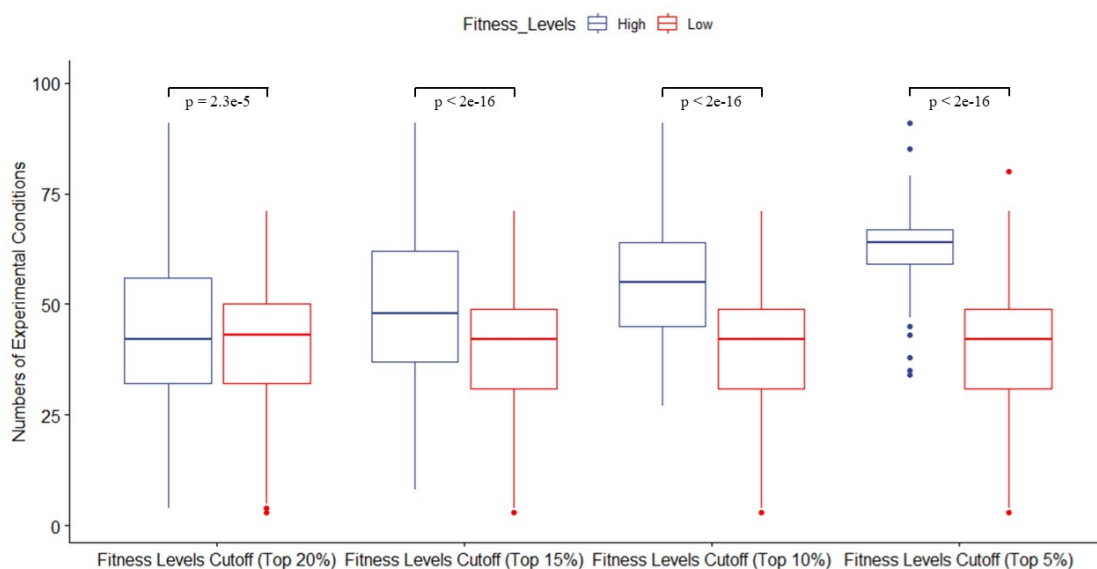 Fitness_Levels High Low
Numbers of Experimental Conditions
100
75
50
25
0
p = 2.3e-5
p < 2e-16
p < 2e-16
p < 2e-16
Fitness Levels Cutoff (Top 20%)
Fitness Levels Cutoff (Top 15%)
Fitness Levels Cutoff (Top 10%)
Fitness Levels Cutoff (Top 5%)